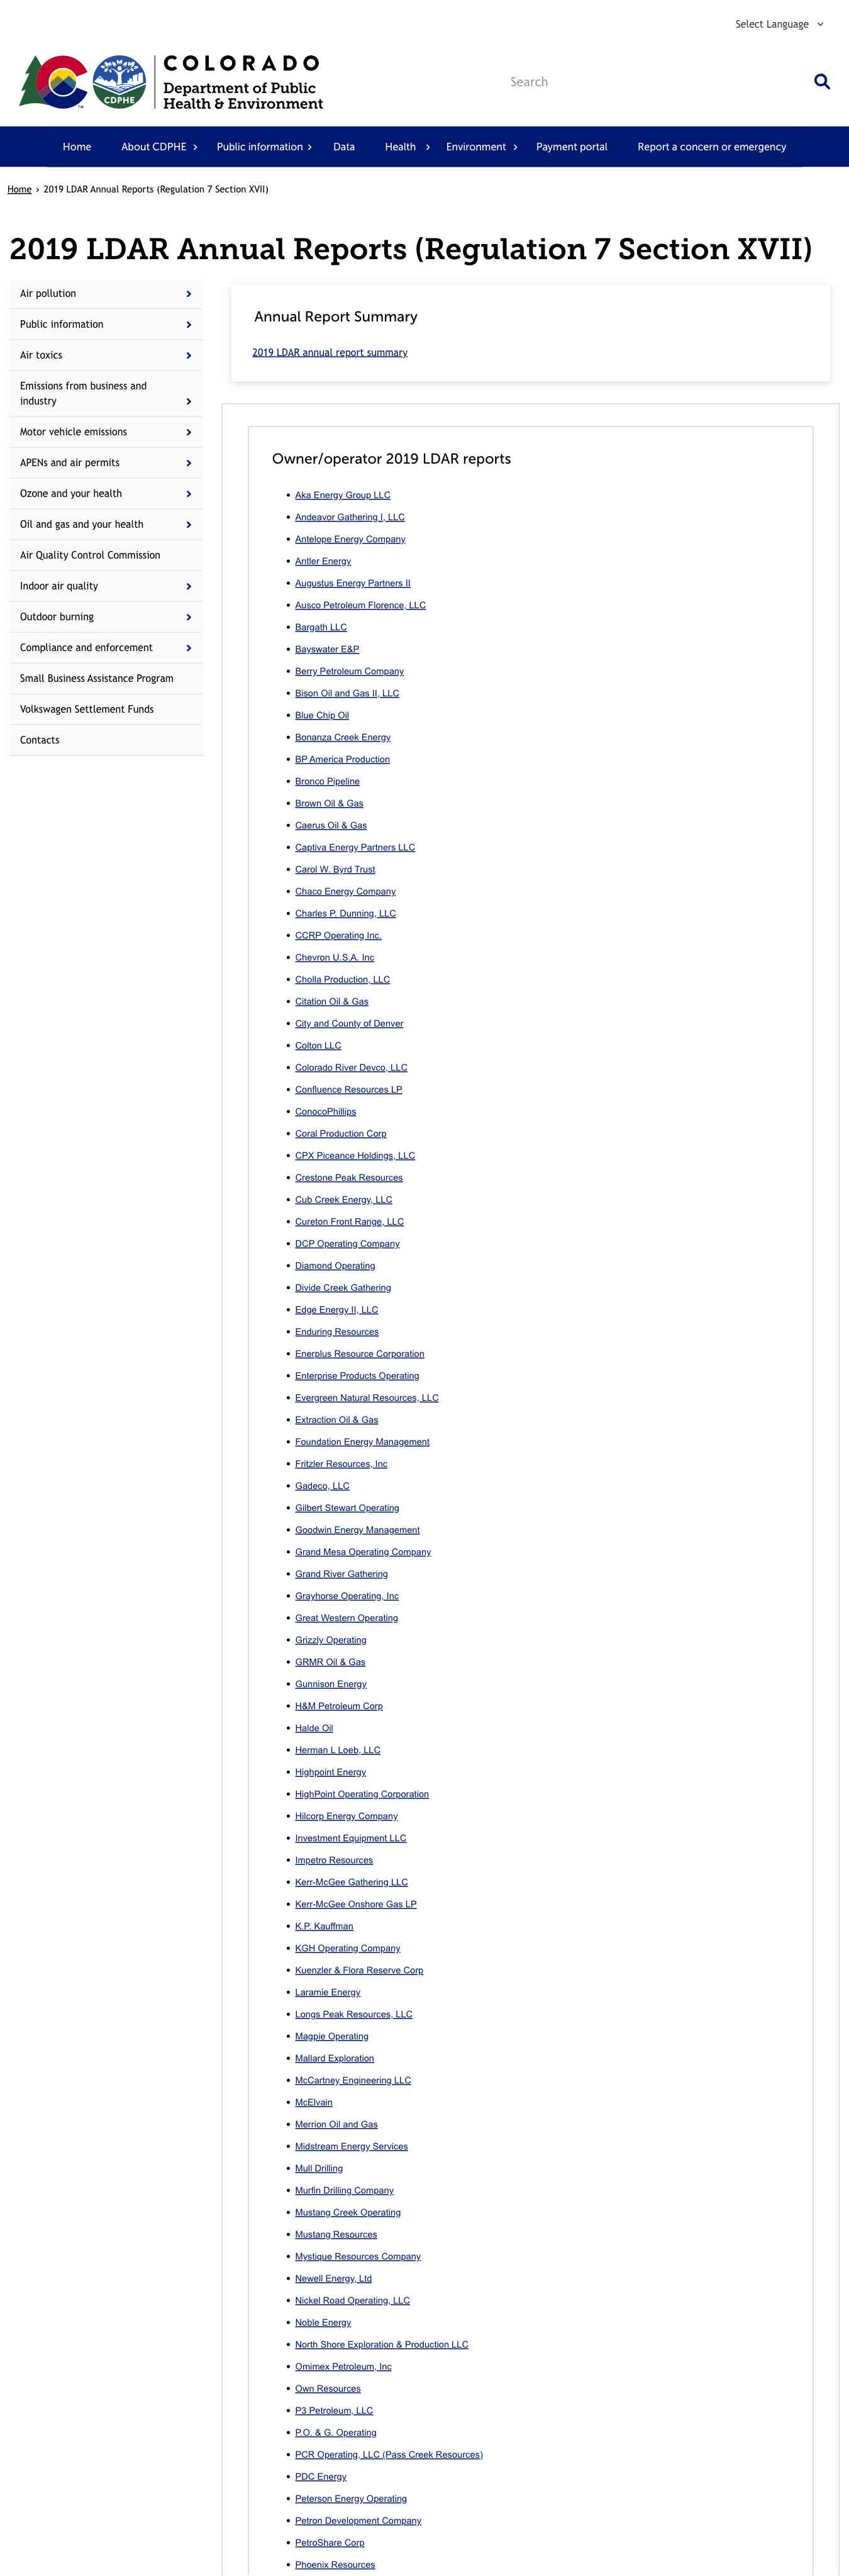 Select Language
COLORADO
Department of Public
Health & Environment
CDPHE
TM
Search
Home
About CDPHE
Public information
Data
Health
Environment
Payment portal
Report a concern or emergency
Home › 2019 LDAR Annual Reports (Regulation 7 Section XVII)
2019 LDAR Annual Reports (Regulation 7 Section XVII)
Air pollution
Public information
Air toxics
Emissions from business and
industry
Motor vehicle emissions
APENs and air permits
Ozone and your health
Oil and gas and your health
Air Quality Control Commission
Indoor air quality
Outdoor burning
Compliance and enforcement
Small Business Assistance Program
Volkswagen Settlement Funds
Contacts
Annual Report Summary
2019 LDAR annual report summary
Owner/operator 2019 LDAR reports
Aka Energy Group LLC
Andeavor Gathering I, LLC
Antelope Energy Company
Antler Energy
Augustus Energy Partners II
Ausco Petroleum Florence, LLC
Bargath LLC
Bayswater E&P
Berry Petroleum Company
Bison Oil and Gas II, LLC
Blue Chip Oil
Bonanza Creek Energy
BP America Production
Bronco Pipeline
Brown Oil & Gas
Caerus Oil & Gas
Captiva Energy Partners LLC
Carol W. Byrd Trust
Chaco Energy Company
Charles P. Dunning, LLC
CCRP Operating Inc.
Chevron U.S.A. Inc
Cholla Production, LLC
Citation Oil & Gas
City and County of Denver
Colton LLC
Colorado River Devco, LLC
Confluence Resources LP
ConocoPhillips
Coral Production Corp
CPX Piceance Holdings, LLC
Crestone Peak Resources
Cub Creek Energy, LLC
Cureton Front Range, LLC
DCP Operating Company
Diamond Operating
Divide Creek Gathering
Edge Energy II, LLC
Enduring Resources
Enerplus Resource Corporation
Enterprise Products Operating
Evergreen Natural Resources, LLC
Extraction Oil & Gas
Foundation Energy Management
Fritzler Resources, Inc
Gadeco, LLC
Gilbert Stewart Operating
Goodwin Energy Management
Grand Mesa Operating Company
Grand River Gathering
Grayhorse Operating, Inc
Great Western Operating
Grizzly Operating
GRMR Oil & Gas
Gunnison Energy
H&M Petroleum Corp
Halde Oil
Herman L Loeb, LLC
Highpoint Energy
HighPoint Operating Corporation
Hilcorp Energy Company
Investment Equipment LLC
Impetro Resources
Kerr-McGee Gathering LLC
Kerr-McGee Onshore Gas LP
K.P. Kauffman
KGH Operating Company
Kuenzler & Flora Reserve Corp
Laramie Energy
Longs Peak Resources, LLC
Magpie Operating
Mallard Exploration
McCartney Engineering LLC
McElvain
Merrion Oil and Gas
Midstream Energy Services
Mull Drilling
Murfin Drilling Company
Mustang Creek Operating
Mustang Resources
Mystique Resources Company
Newell Energy, Ltd
Nickel Road Operating, LLC
Noble Energy
North Shore Exploration & Production LLC
Omimex Petroleum, Inc
Own Resources
P3 Petroleum, LLC
P.O. & G. Operating
PCR Operating, LLC (Pass Creek Resources)
PDC Energy
Peterson Energy Operating
Petron Development Company
PetroShare Corp
Phoenix Resources